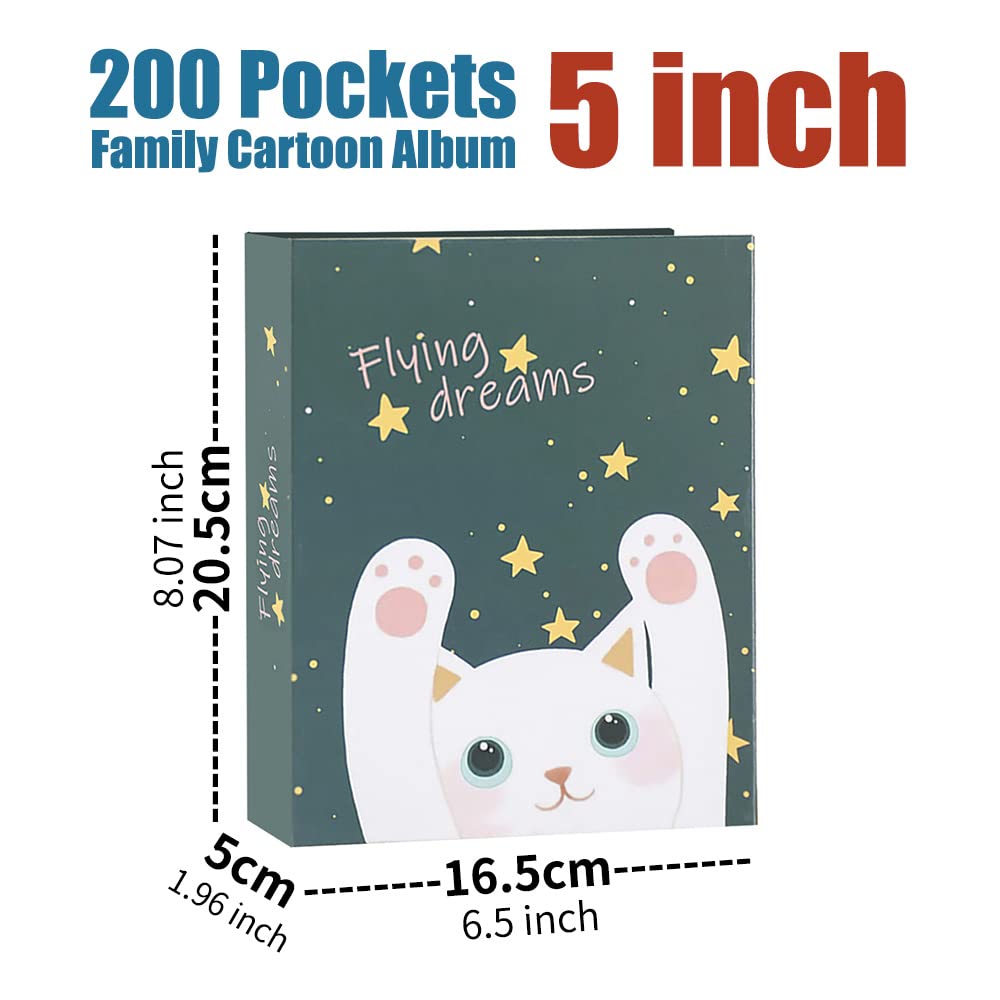 200 Pockets
Family Cartoon Album
5 inch
Flying
dreams
Flying
dreams
8.07 inch
20.5cm
5cm
1.96 inch
16.5cm
6.5 inch